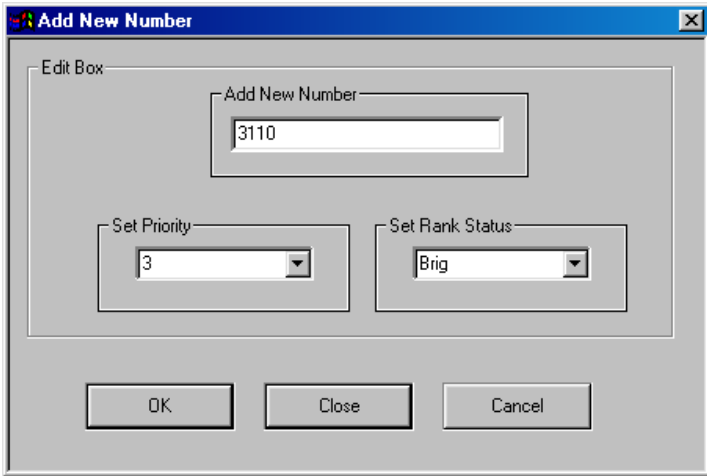 Add New Number
Edit Box
Add New Number
3110
Set Priority
Set Rank Status
3
Brig
OK
Close
Cancel